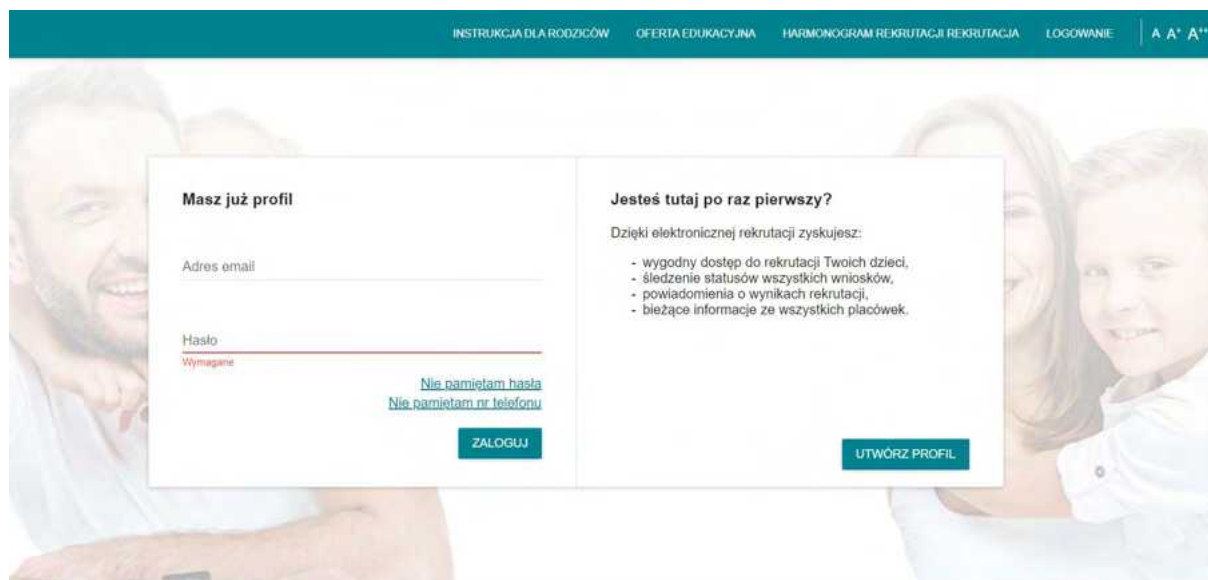 INSTRUKCJA DLA RODZICÓW OFERTA EDUKACYJNA HARMONOGRAM REKRUTACJI REKRUTACJA LOGOWANIE A A+ A++
Masz już profil
Adres email
Hasło
Wymagane
Nie pamiętam hasła
Nie pamiętam nr telefonu
ZALOGUJ
Jesteś tutaj po raz pierwszy?
Dzięki elektronicznej rekrutacji zyskujesz:
- wygodny dostęp do rekrutacji Twoich dzieci,
- śledzenie statusów wszystkich wniosków,
- powiadomienia o wynikach rekrutacji,
- bieżące informacje ze wszystkich placówek.
UTWÓRZ PROFIL